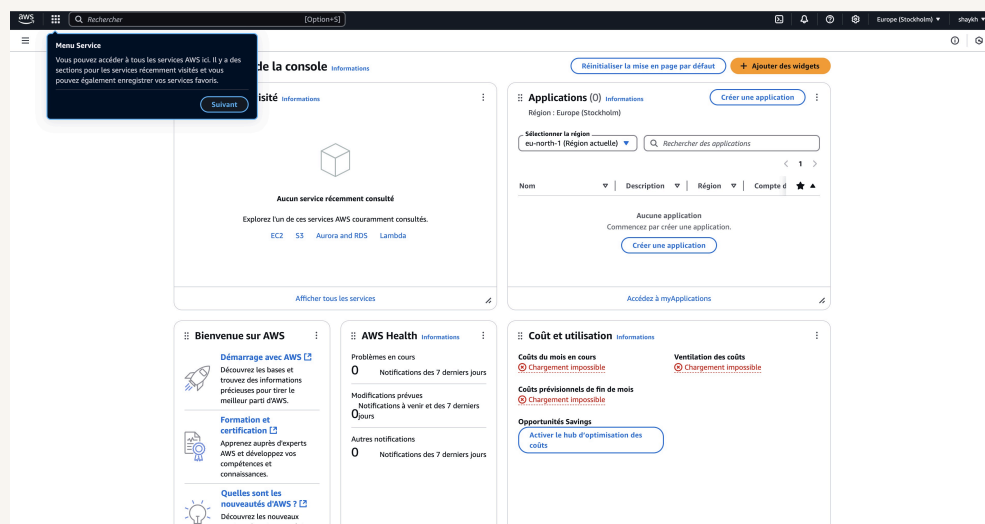 aws
Rechercher
[Option+S]
Europe (Stockholm)
shaykh
Menu Service
Vous pouvez accéder à tous les services AWS ici. Il y a des
sections pour les services récemment visités et vous
pouvez également enregistrer vos services favoris.
Suivant
de la console Informations
Réinitialiser la mise en page par défaut
+ Ajouter des widgets
isité Informations
Aucun service récemment consulté
Explorez l'un de ces services AWS couramment consultés.
EC2 S3 Aurora and RDS Lambda
Afficher tous les services
Applications (0) Informations
Créer une application
Région : Europe (Stockholm)
Sélectionner la région
eu-north-1 (Région actuelle)
Rechercher des applications
1
Nom Description Région Compte d
Aucune application
Commencez par créer une application.
Créer une application
Accédez à myApplications
Bienvenue sur AWS
Démarrage avec AWS
Découvrez les bases et
trouvez des informations
précieuses pour tirer le
meilleur parti d'AWS.
Formation et
certification
Apprenez auprès d'experts
AWS et développez vos
compétences et
connaissances.
Quelles sont les
nouveautés d'AWS ?
Découvrez les nouveaux
AWS Health Informations
Problèmes en cours
0 Notifications des 7 derniers jours
Modifications prévues
Notifications à venir et des 7 derniers
0 jours
Autres notifications
0 Notifications des 7 derniers jours
Coût et utilisation Informations
Coûts du mois en cours
Chargement impossible
Coûts prévisionnels de fin de mois
Chargement impossible
Opportunités Savings
Activer le hub d'optimisation des
coûts
Ventilation des coûts
Chargement impossible